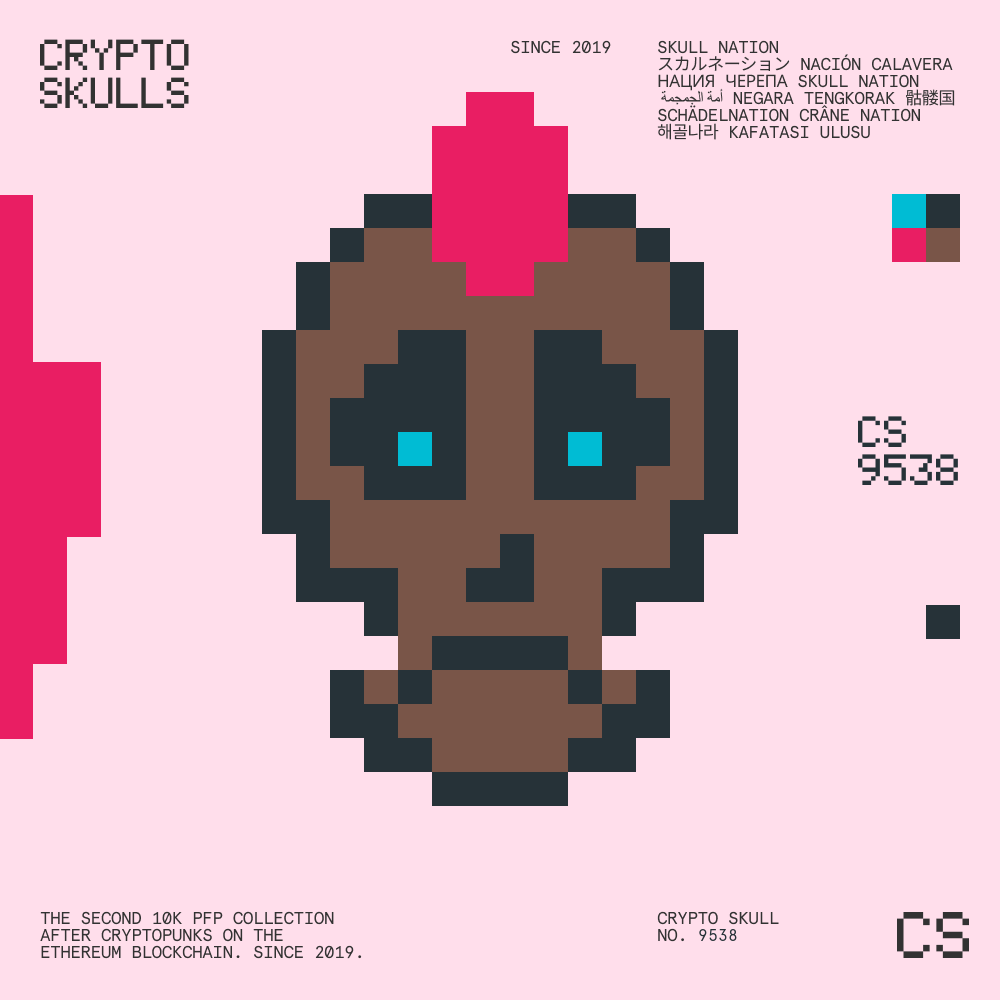 CRYPTO
SKULLS
SINCE 2019
SKULL NATION
スカルネーション NACIÓN CALAVERA
НАЦИЯ ЧЕРЕПА SKULL NATION
أمة الجمجمة NEGARA TENGKORAK 骷髅国
SCHÄDELNATION CRÂNE NATION
해골나라 KAFATASI ULUSU
CS
9538
THE SECOND 10K PFP COLLECTION
AFTER CRYPTOPUNKS ON THE
ETHEREUM BLOCKCHAIN. SINCE 2019.
CRYPTO SKULL
NO. 9538
CS